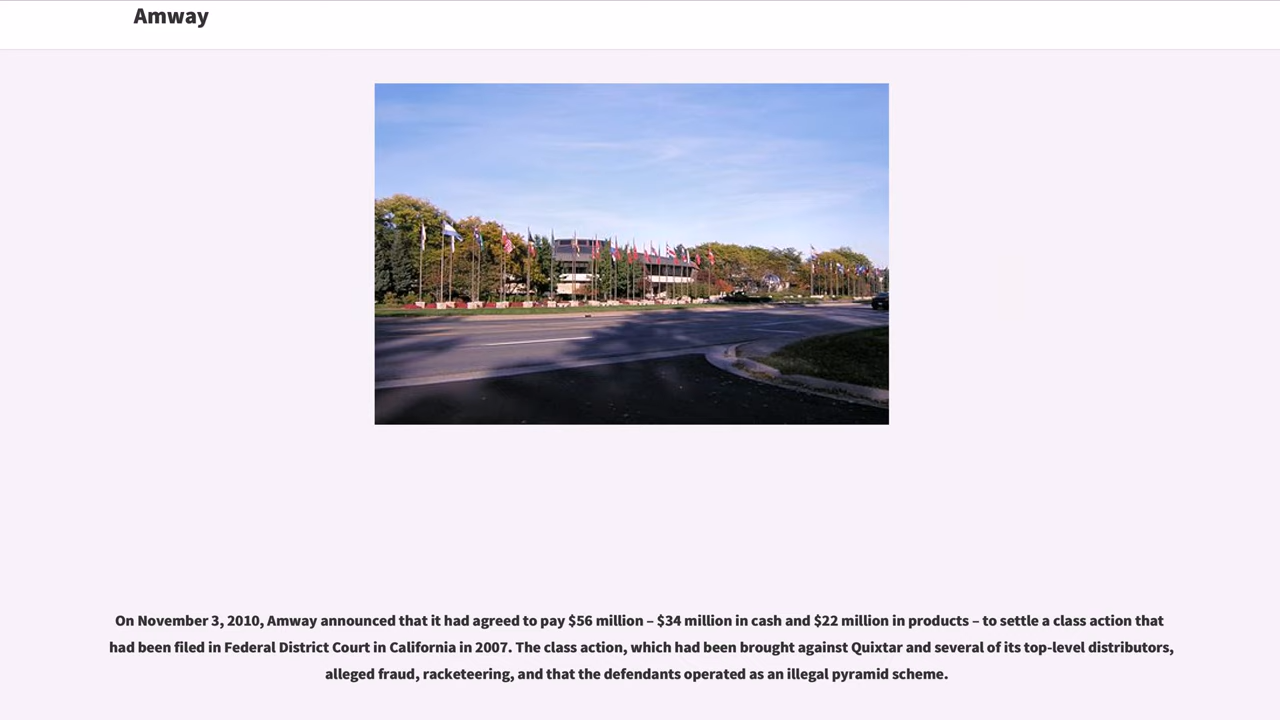 Amway
On November 3, 2010, Amway announced that it had agreed to pay $56 million – $34 million in cash and $22 million in products – to settle a class action that
had been filed in Federal District Court in California in 2007. The class action, which had been brought against Quixtar and several of its top-level distributors,
alleged fraud, racketeering, and that the defendants operated as an illegal pyramid scheme.